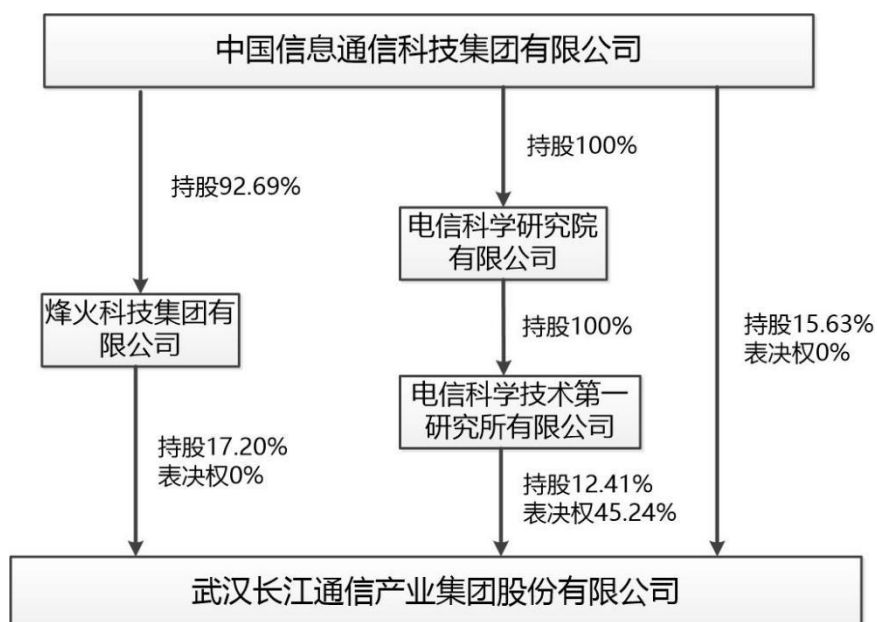 中国信息通信科技集团有限公司
持股92.69%
持股100%
电信科学研究院
有限公司
烽火科技集团有
限公司
持股100%
持股15.63%
表决权0%
电信科学技术第一
研究所有限公司
持股17.20%
表决权0%
持股12.41%
表决权45.24%
武汉长江通信产业集团股份有限公司